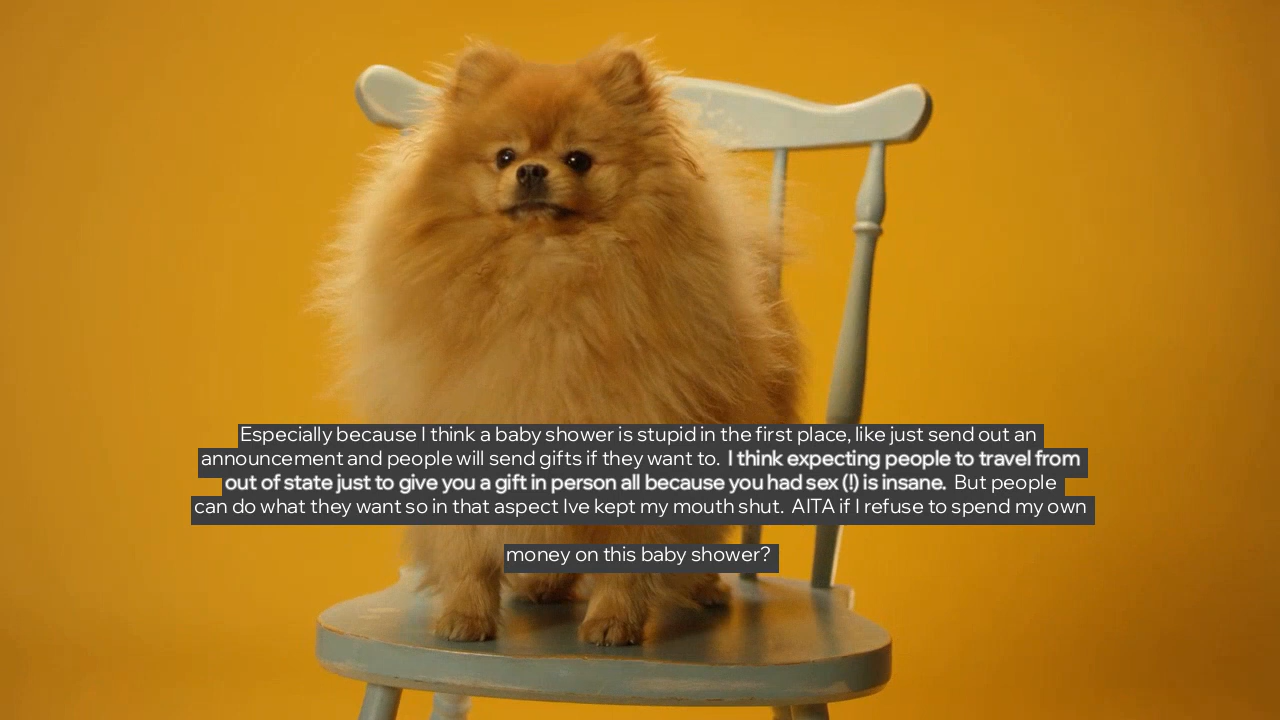 Especially because I think a baby shower is stupid in the first place, like just send out an
announcement and people will send gifts if they want to. I think expecting people to travel from
out of state just to give you a gift in person all because you had sex (!) is insane. But people
can do what they want so in that aspect Ive kept my mouth shut. AITA if I refuse to spend my own
money on this baby shower?